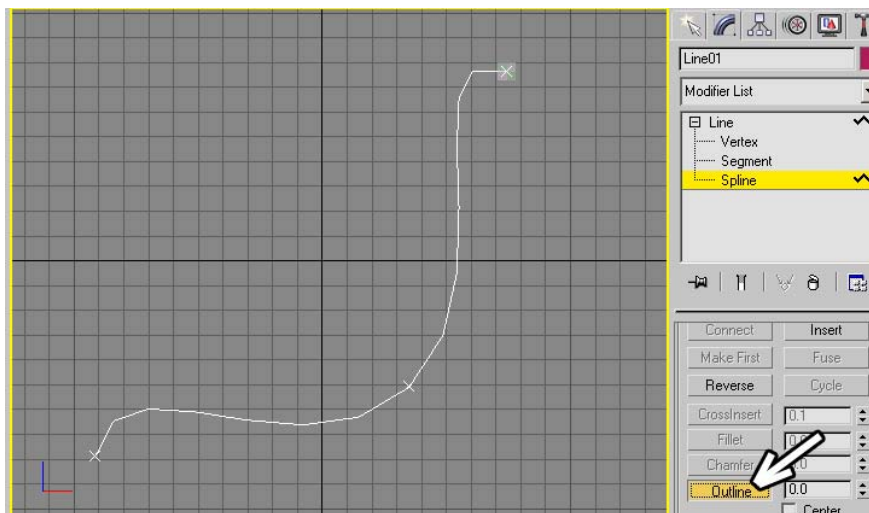 Line01
Modifier List
Line
Vertex
Segment
Spline
Connect Insert
Make First Fuse
Reverse Cycle
CrossInsert 0.1
Fillet
Chamfer
Outline 0.0
Center